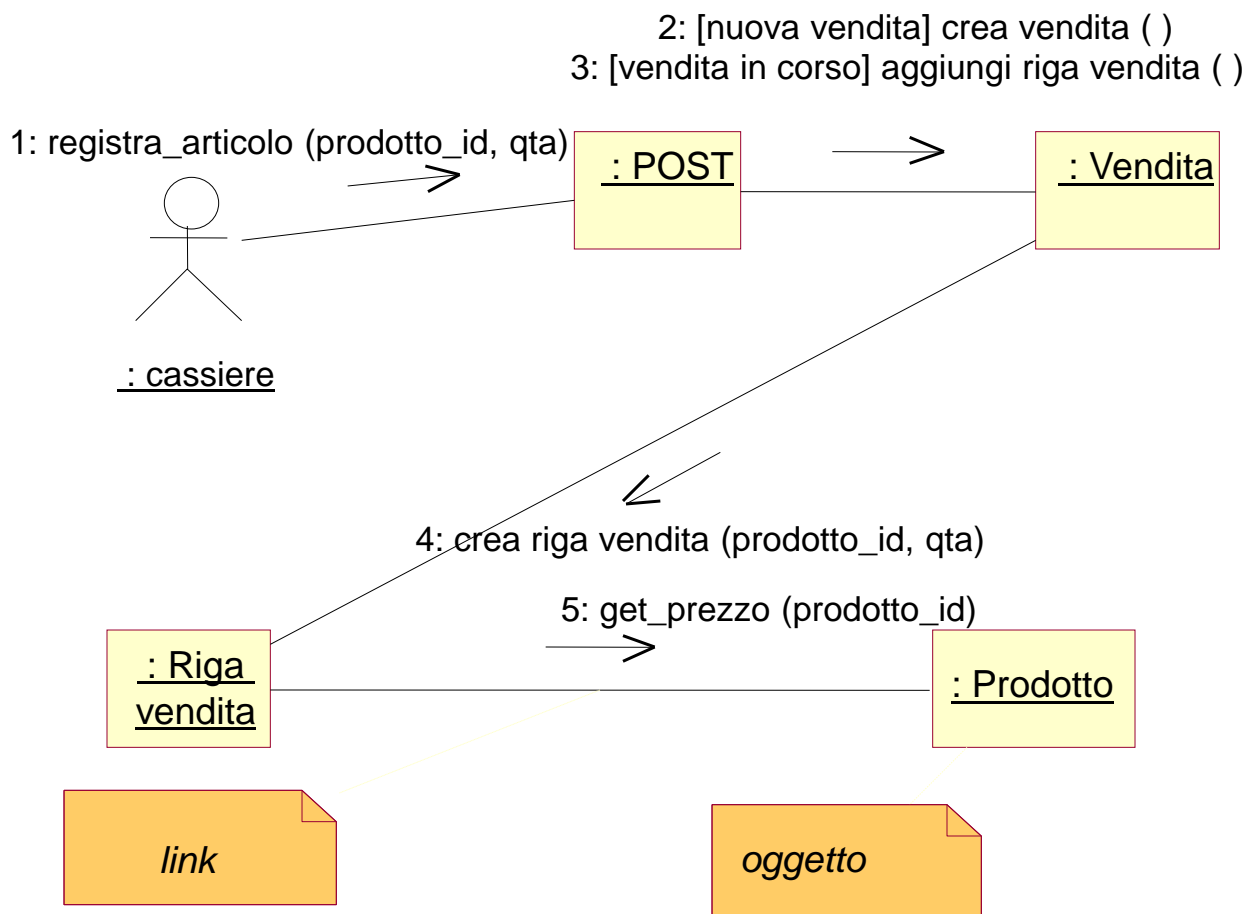 2: [nuova vendita] crea vendita ( )
3: [vendita in corso] aggiungi riga vendita ( )
1: registra_articolo (prodotto_id, qta)
: POST
: Vendita
: cassiere
4: crea riga vendita (prodotto_id, qta)
5: get_prezzo (prodotto_id)
: Riga
vendita
: Prodotto
link
oggetto